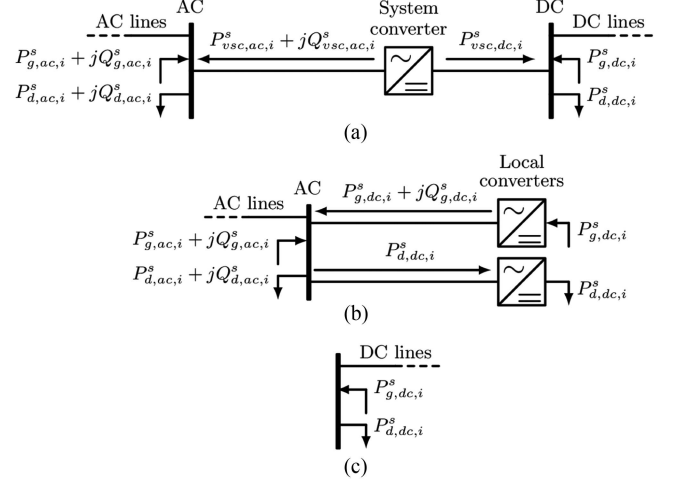 AC System DC
AC lines converter DC lines
P^s_{vsc,ac,i} + jQ^s_{vsc,ac,i} P^s_{vsc,dc,i}
P^s_{g,ac,i} + jQ^s_{g,ac,i} P^s_{g,dc,i}
P^s_{d,ac,i} + jQ^s_{d,ac,i} P^s_{d,dc,i}
(a)
Local
converters
AC P^s_{g,dc,i} + jQ^s_{g,dc,i}
AC lines
P^s_{g,ac,i} + jQ^s_{g,ac,i} P^s_{g,dc,i}
P^s_{d,dc,i}
P^s_{d,ac,i} + jQ^s_{d,ac,i} P^s_{d,dc,i}
(b)
DC lines
P^s_{g,dc,i}
P^s_{d,dc,i}
(c)